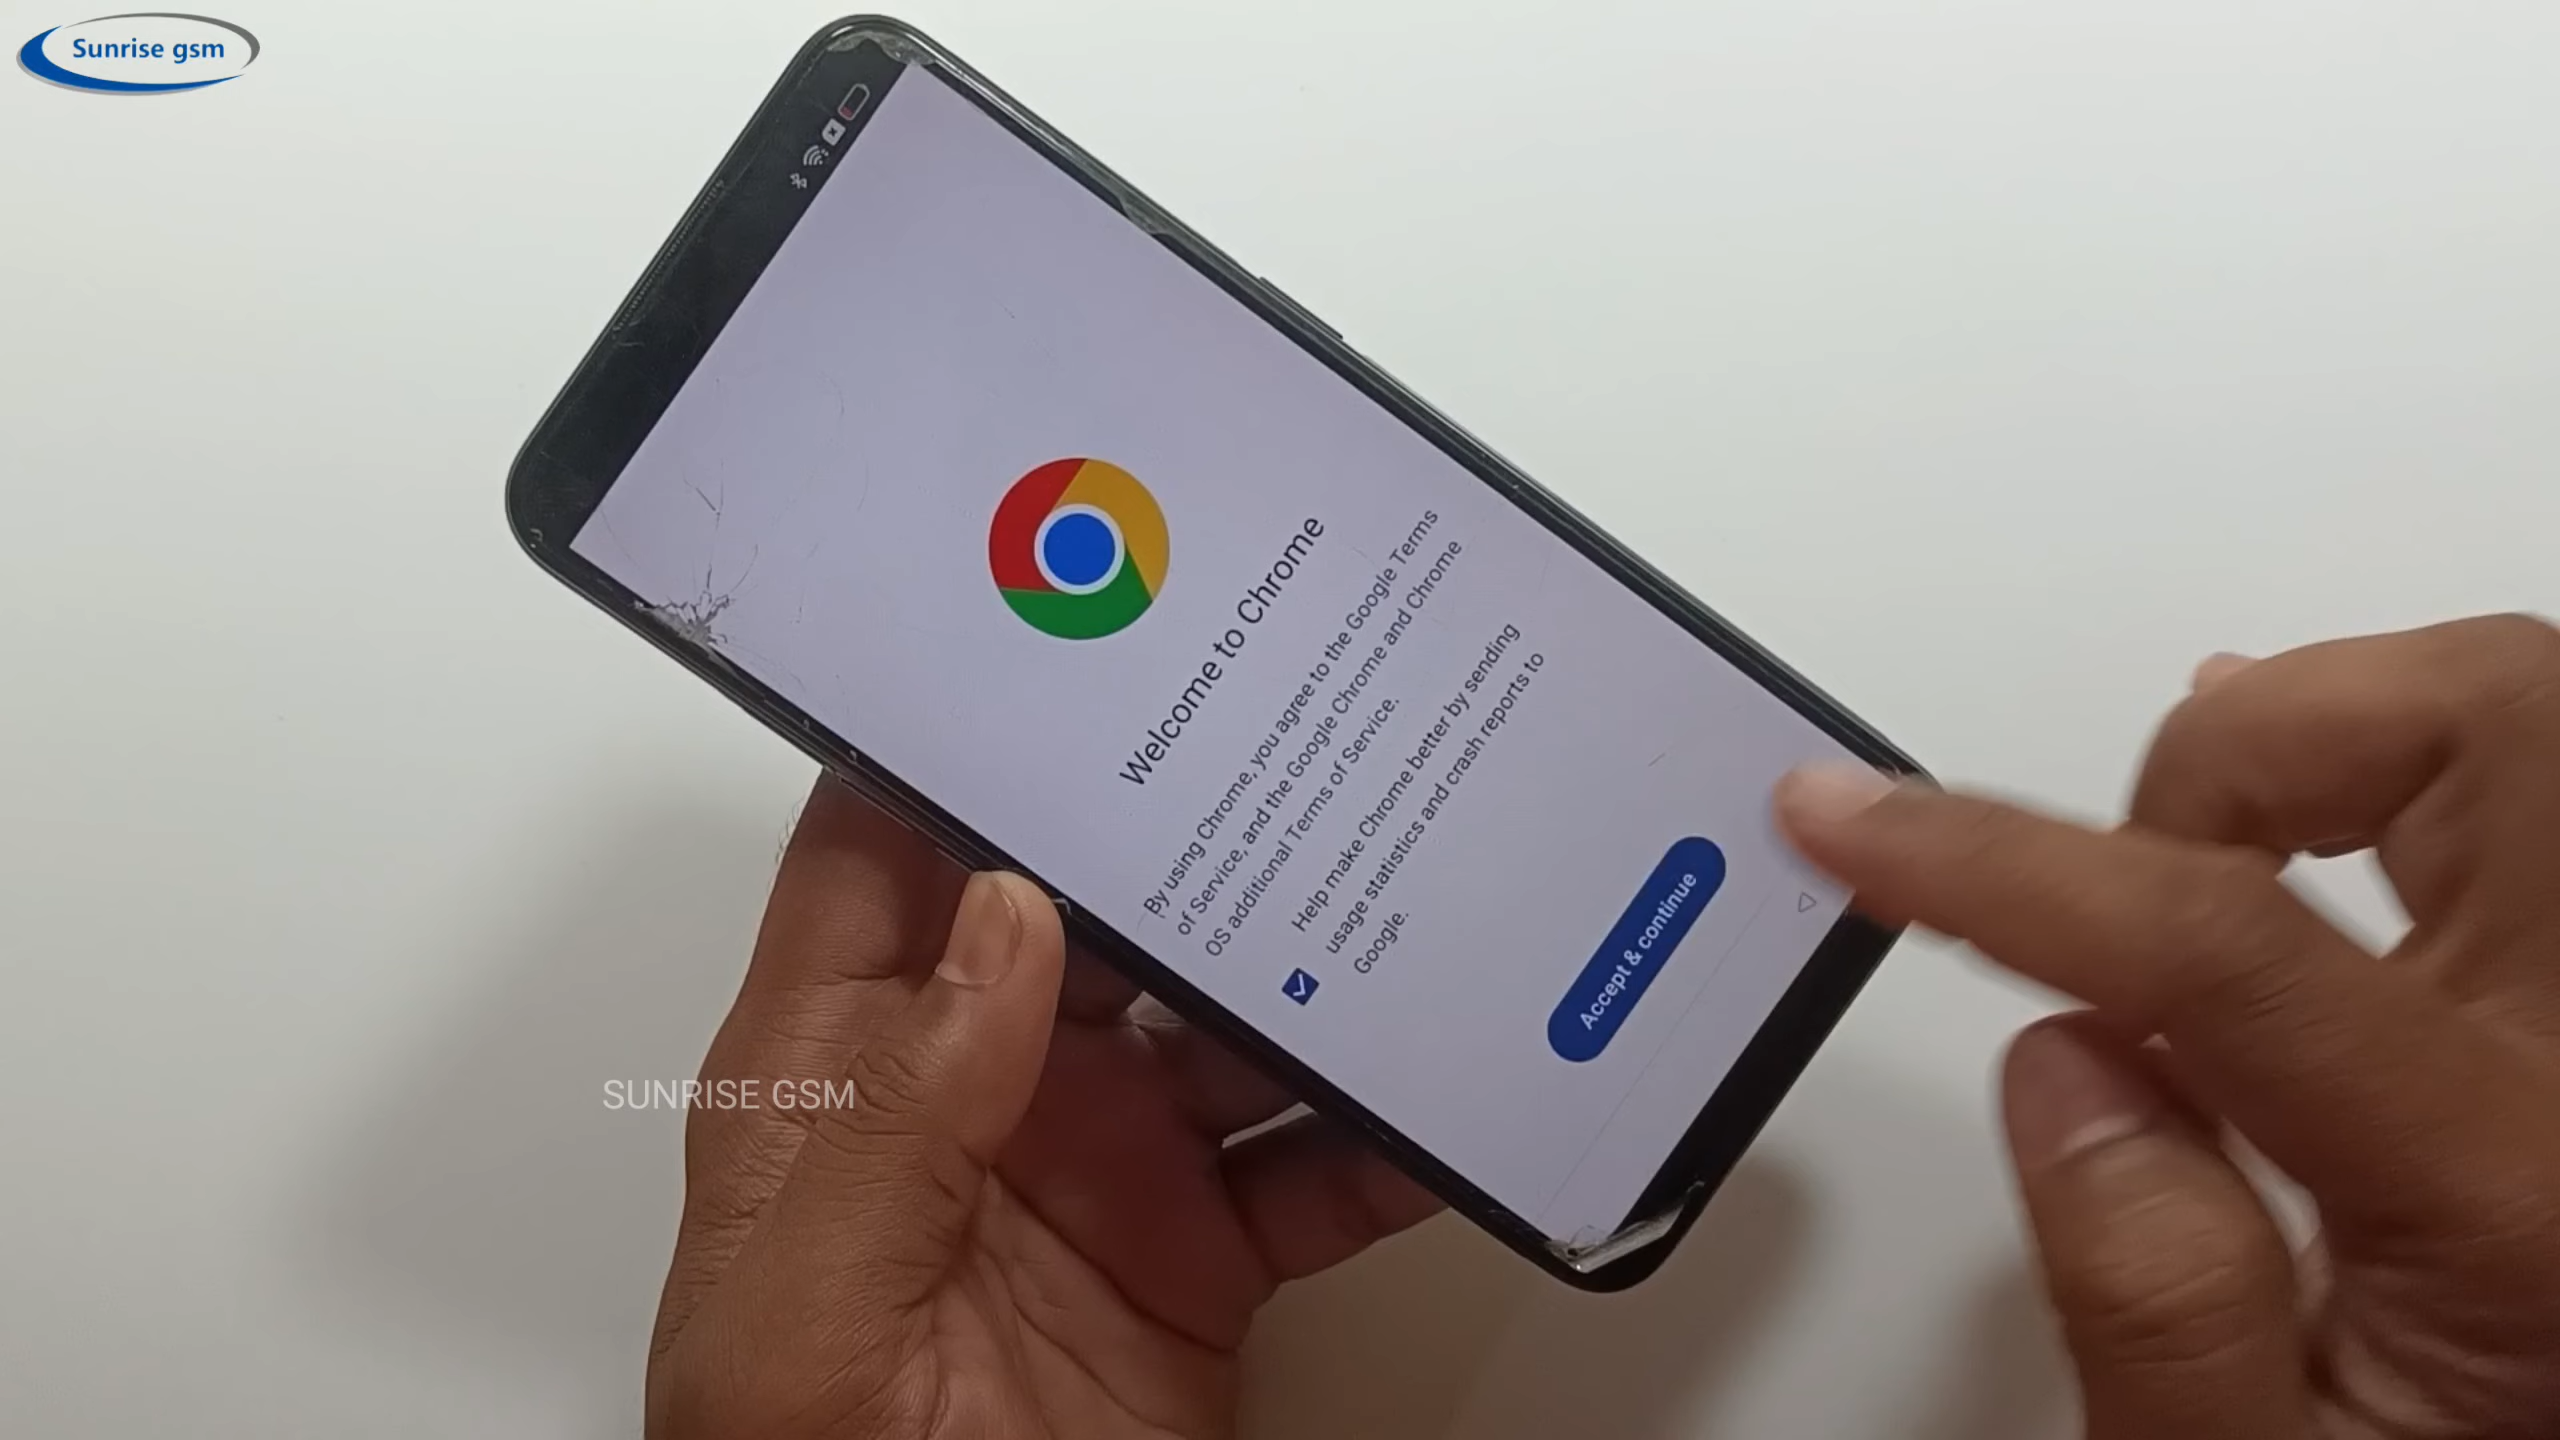 Sunrise gsm
Welcome to Chrome
By using Chrome, you agree to the Google Terms
of Service, and the Google Chrome and Chrome
OS additional Terms of Service.
Help make Chrome better by sending
usage statistics and crash reports to
Google.
Accept & continue
SUNRISE GSM